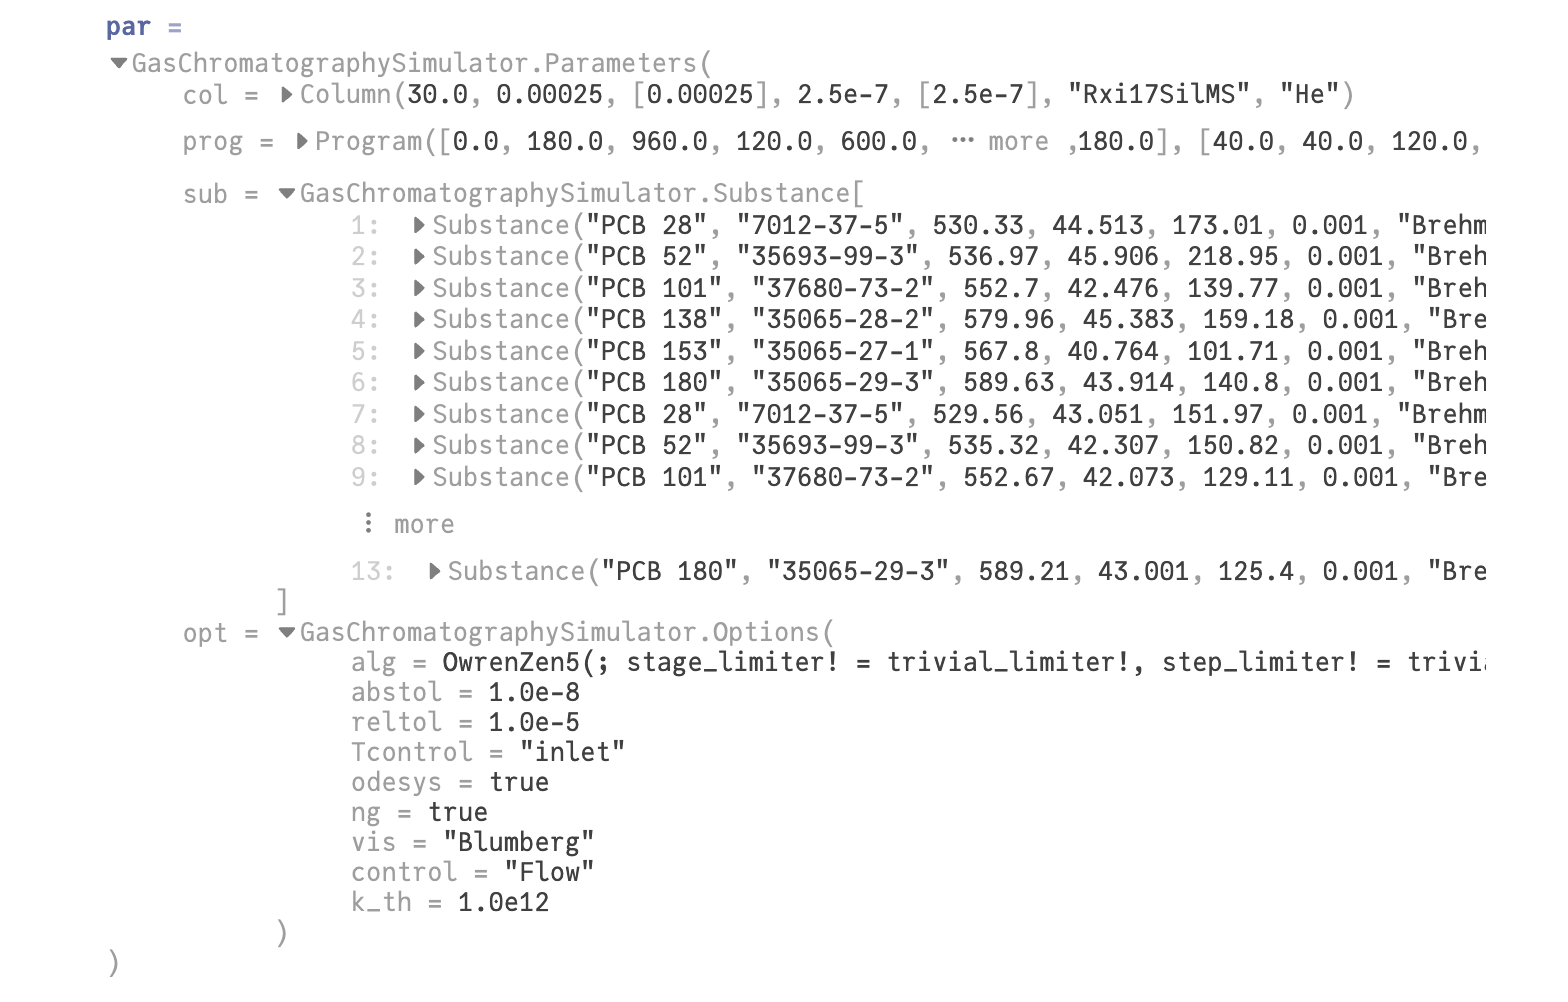 par =
▼GasChromatographySimulator.Parameters(
col = ▶Column(30.0, 0.00025, [0.00025], 2.5e-7, [2.5e-7], "Rxi17SilMS", "He")
prog = ▶Program([0.0, 180.0, 960.0, 120.0, 600.0, ⋯ more ,180.0], [40.0, 40.0, 120.0,
sub = ▼GasChromatographySimulator.Substance[
1: ▶Substance("PCB 28", "7012-37-5", 530.33, 44.513, 173.01, 0.001, "Brehm
2: ▶Substance("PCB 52", "35693-99-3", 536.97, 45.906, 218.95, 0.001, "Breh
3: ▶Substance("PCB 101", "37680-73-2", 552.7, 42.476, 139.77, 0.001, "Breh
4: ▶Substance("PCB 138", "35065-28-2", 579.96, 45.383, 159.18, 0.001, "Bre
5: ▶Substance("PCB 153", "35065-27-1", 567.8, 40.764, 101.71, 0.001, "Breh
6: ▶Substance("PCB 180", "35065-29-3", 589.63, 43.914, 140.8, 0.001, "Breh
7: ▶Substance("PCB 28", "7012-37-5", 529.56, 43.051, 151.97, 0.001, "Brehm
8: ▶Substance("PCB 52", "35693-99-3", 535.32, 42.307, 150.82, 0.001, "Breh
9: ▶Substance("PCB 101", "37680-73-2", 552.67, 42.073, 129.11, 0.001, "Bre
⋮ more
13: ▶Substance("PCB 180", "35065-29-3", 589.21, 43.001, 125.4, 0.001, "Bre
]
opt = ▼GasChromatographySimulator.Options(
alg = OwrenZen5(; stage_limiter! = trivial_limiter!, step_limiter! = trivi
abstol = 1.0e-8
reltol = 1.0e-5
Tcontrol = "inlet"
odesys = true
ng = true
vis = "Blumberg"
control = "Flow"
k_th = 1.0e12
)
)